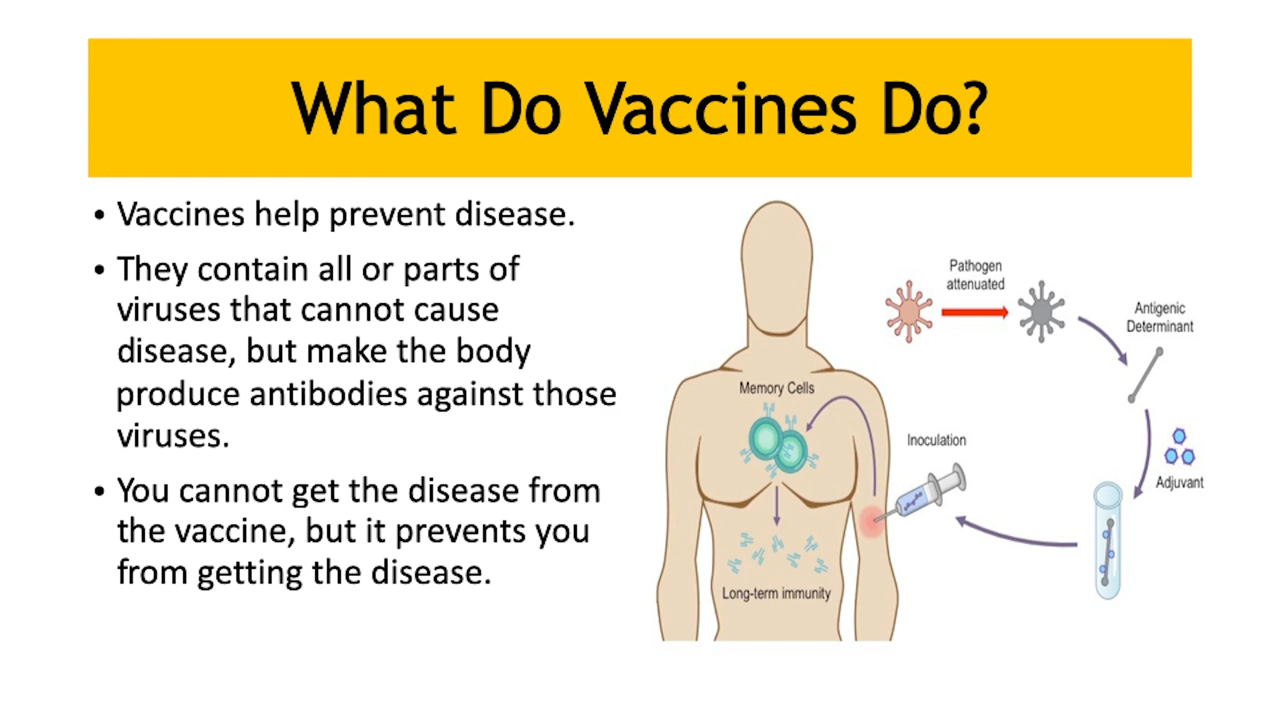 What Do Vaccines Do?
• Vaccines help prevent disease.
• They contain all or parts of
viruses that cannot cause
disease, but make the body
produce antibodies against those
viruses.
• You cannot get the disease from
the vaccine, but it prevents you
from getting the disease.
Pathogen
attenuated
Antigenic
Determinant
Memory Cells
Inoculation
Adjuvant
Long-term immunity